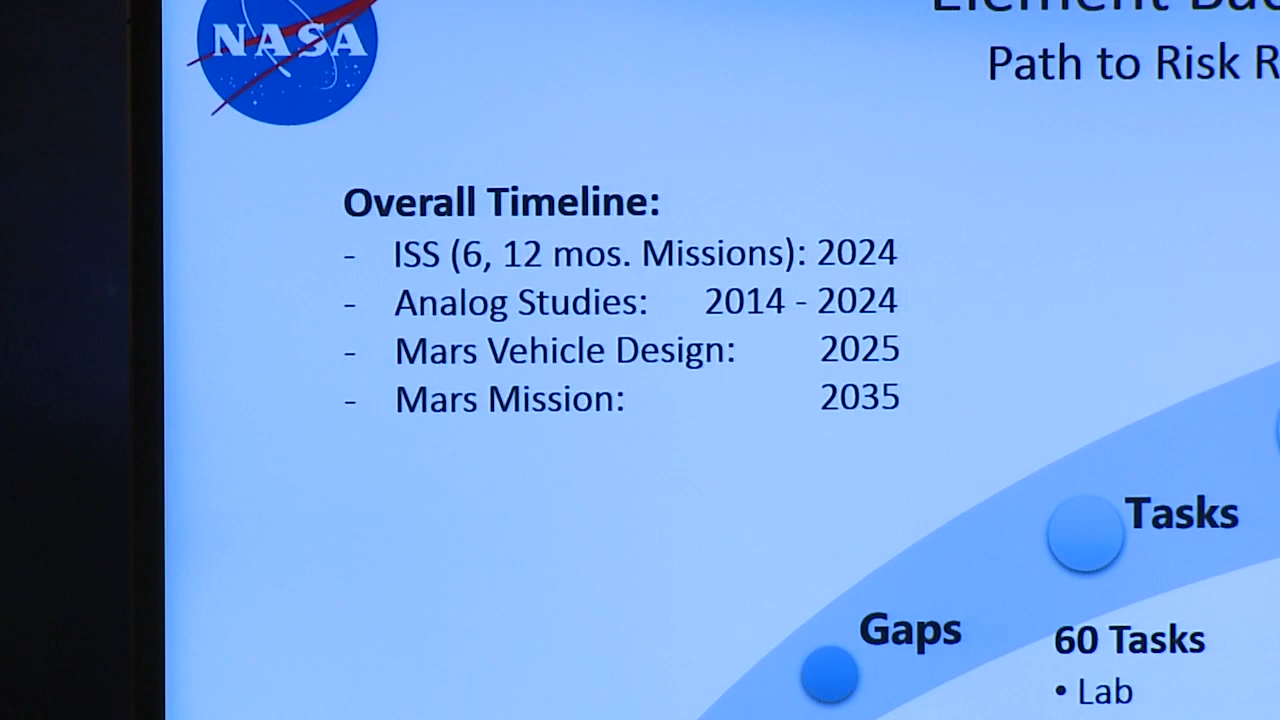 NASA
Path to Risk
Overall Timeline:
- ISS (6, 12 mos. Missions): 2024
- Analog Studies: 2014 - 2024
- Mars Vehicle Design: 2025
- Mars Mission: 2035
Tasks
Gaps
60 Tasks
• Lab